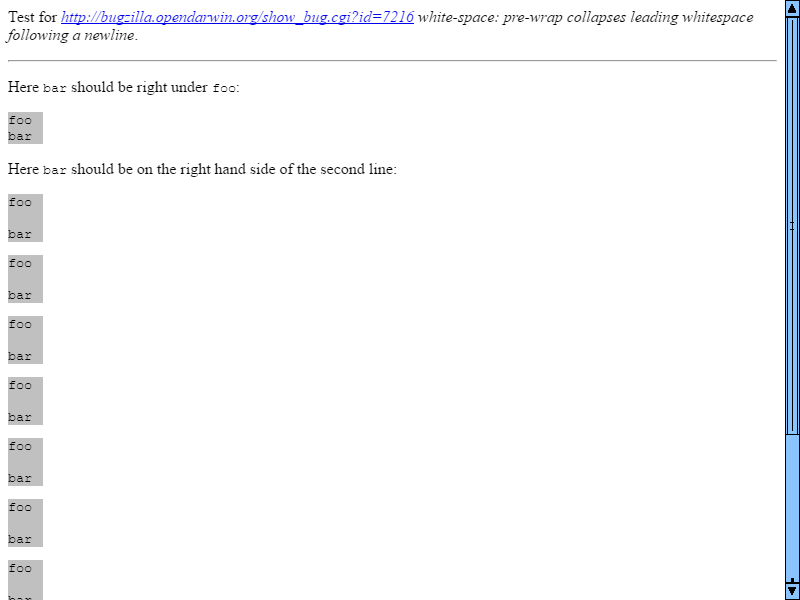 Test for http://bugzilla.opendarwin.org/show_bug.cgi?id=7216 white-space: pre-wrap collapses leading whitespace
following a newline.
Here bar should be right under foo:
foo
bar
Here bar should be on the right hand side of the second line:
foo
bar
foo
bar
foo
bar
foo
bar
foo
bar
foo
bar
foo
bar